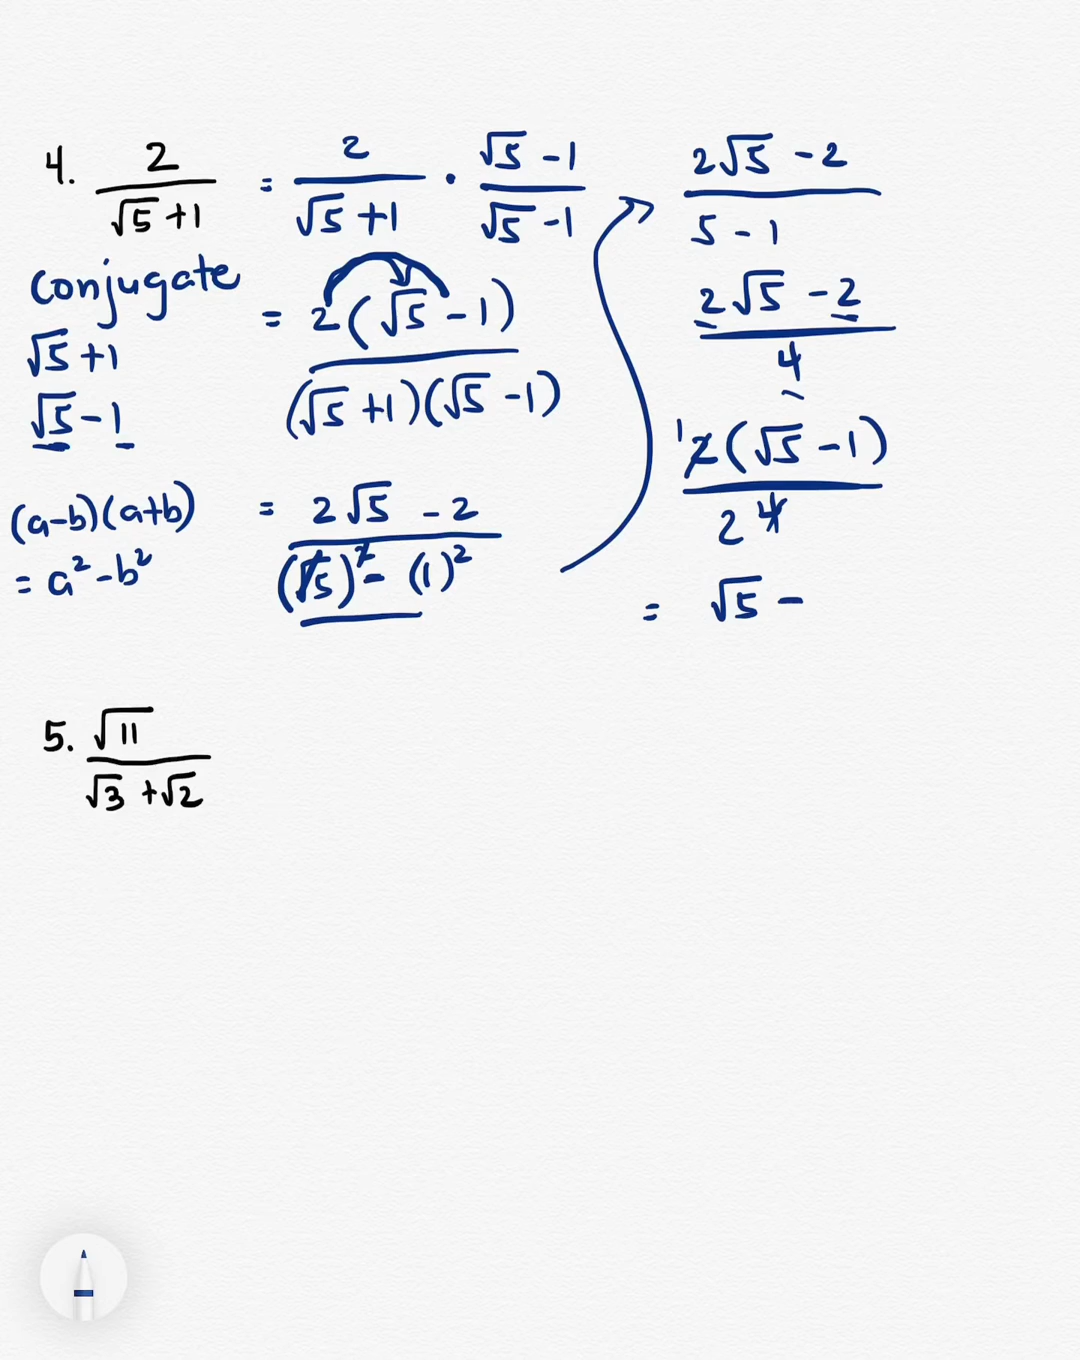 4. 2/(√5 +1) = 2/(√5 +1) · (√5 -1)/(√5 -1)
conjugate
√5 +1
√5 - 1
= 2(√5 - 1)/(√5 +1)(√5 -1)
(a-b)(a+b)
= a² - b²
= (2√5 - 2)/((√5)² - (1)²)
(2√5 - 2)/(5 - 1)
(2√5 - 2)/4
1 2(√5 - 1)/2 4
= √5 -
5. √11/(√3 + √2)